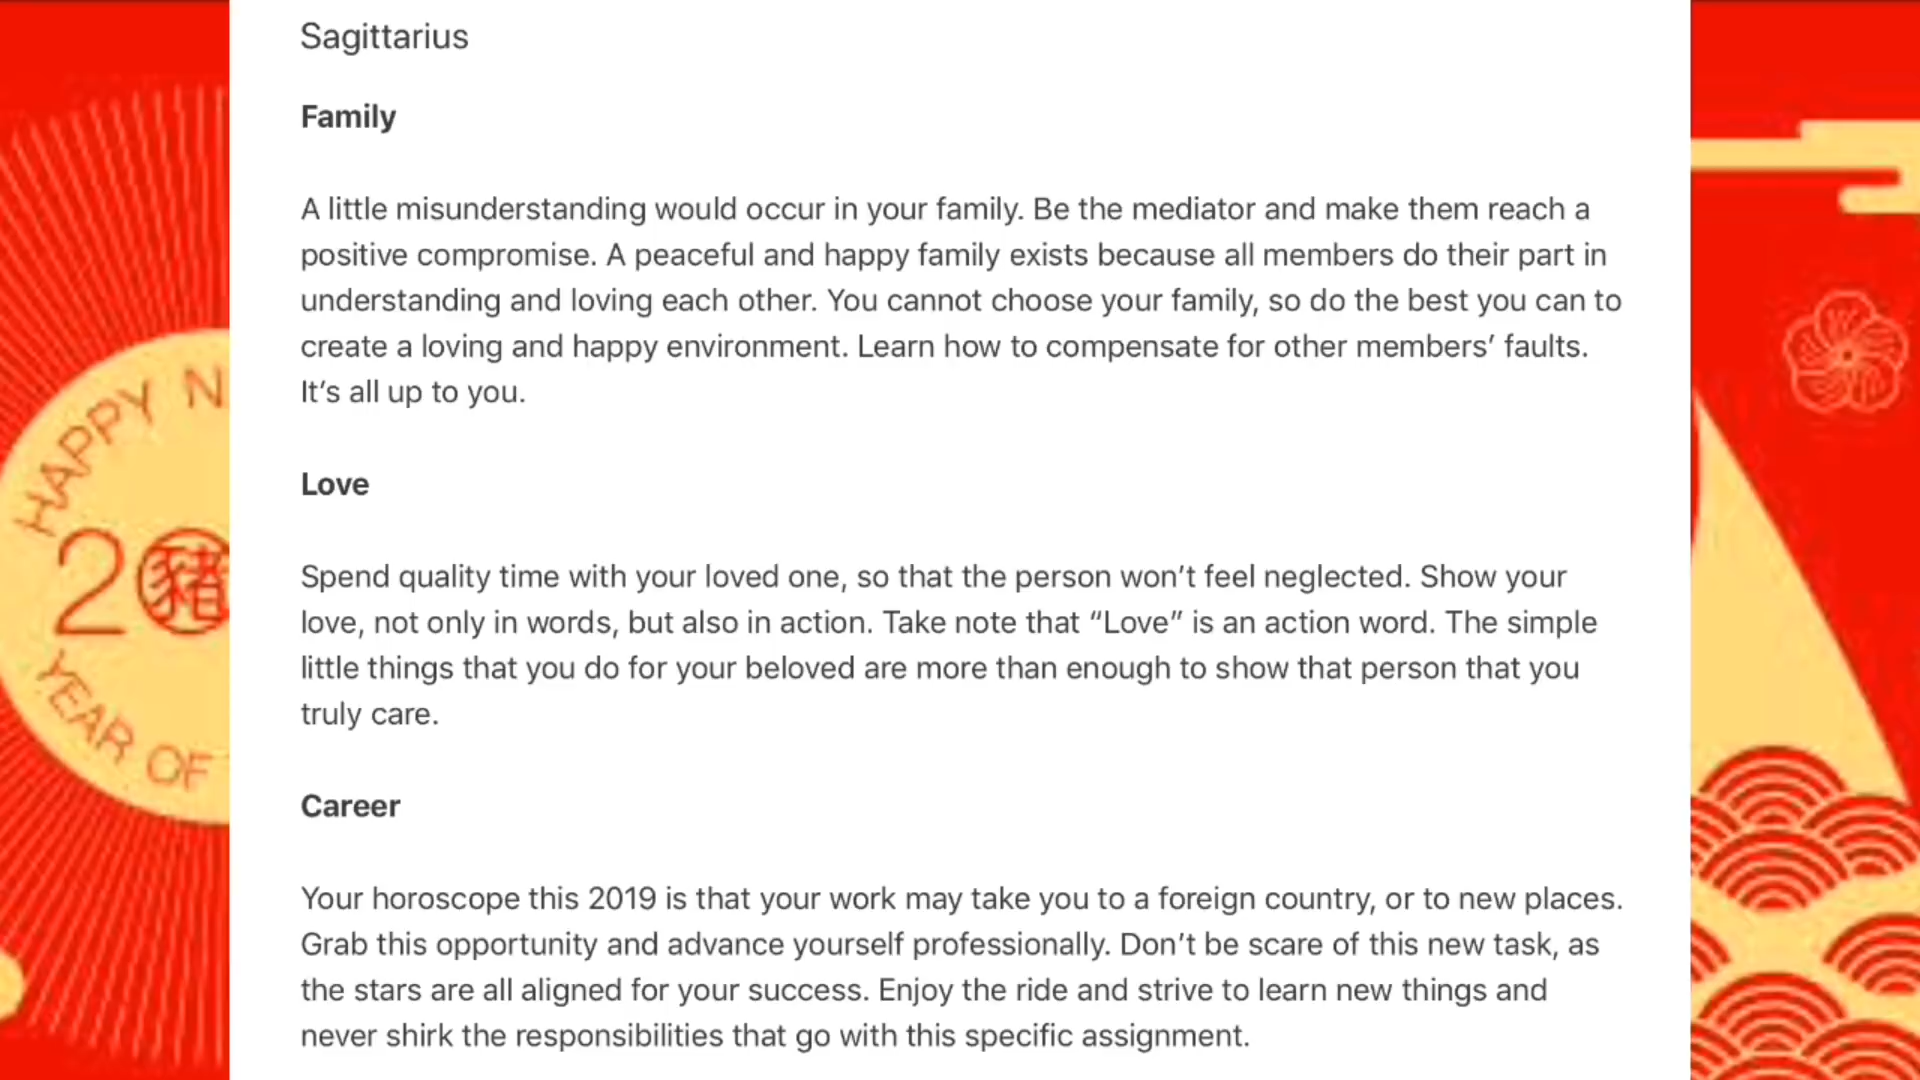 Sagittarius
Family
A little misunderstanding would occur in your family. Be the mediator and make them reach a
positive compromise. A peaceful and happy family exists because all members do their part in
understanding and loving each other. You cannot choose your family, so do the best you can to
create a loving and happy environment. Learn how to compensate for other members’ faults.
It’s all up to you.
Love
Spend quality time with your loved one, so that the person won’t feel neglected. Show your
love, not only in words, but also in action. Take note that “Love” is an action word. The simple
little things that you do for your beloved are more than enough to show that person that you
truly care.
Career
Your horoscope this 2019 is that your work may take you to a foreign country, or to new places.
Grab this opportunity and advance yourself professionally. Don’t be scare of this new task, as
the stars are all aligned for your success. Enjoy the ride and strive to learn new things and
never shirk the responsibilities that go with this specific assignment.
HAPPY N
2豬
YEAR OF